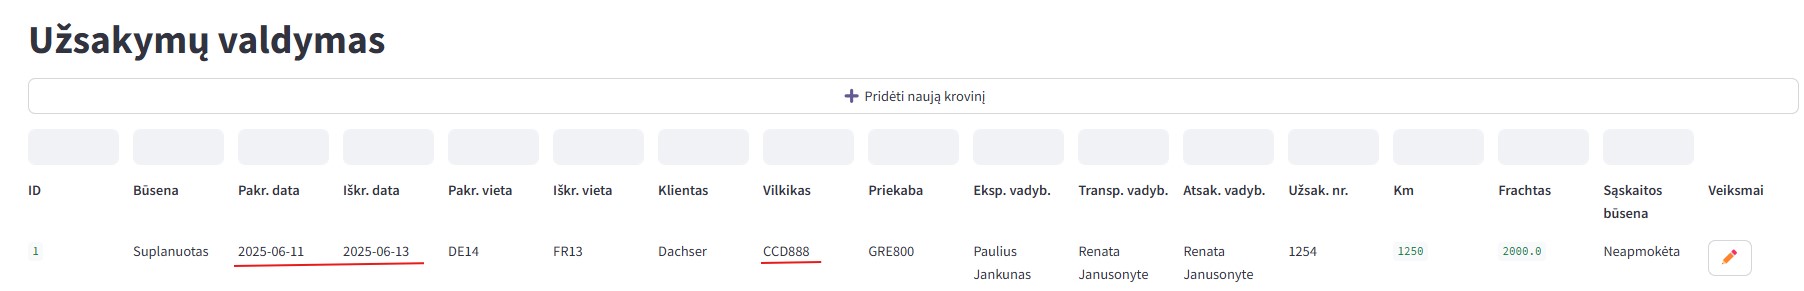 Užsakymų valdymas
Pridėti naują krovinį
ID Būsena Pakr. data Iškr. data Pakr. vieta Iškr. vieta Klientas Vilkikas Priekaba Eksp. vadyb. Transp. vadyb. Atsak. vadyb. Užsak. nr. Km Frachtas Sąskaitos būsena Veiksmai
1 Suplanuotas 2025-06-11 2025-06-13 DE14 FR13 Dachser CCD888 GRE800 Paulius Jankunas Renata Janusonyte Renata Janusonyte 1254 1250 2000.0 Neapmokėta